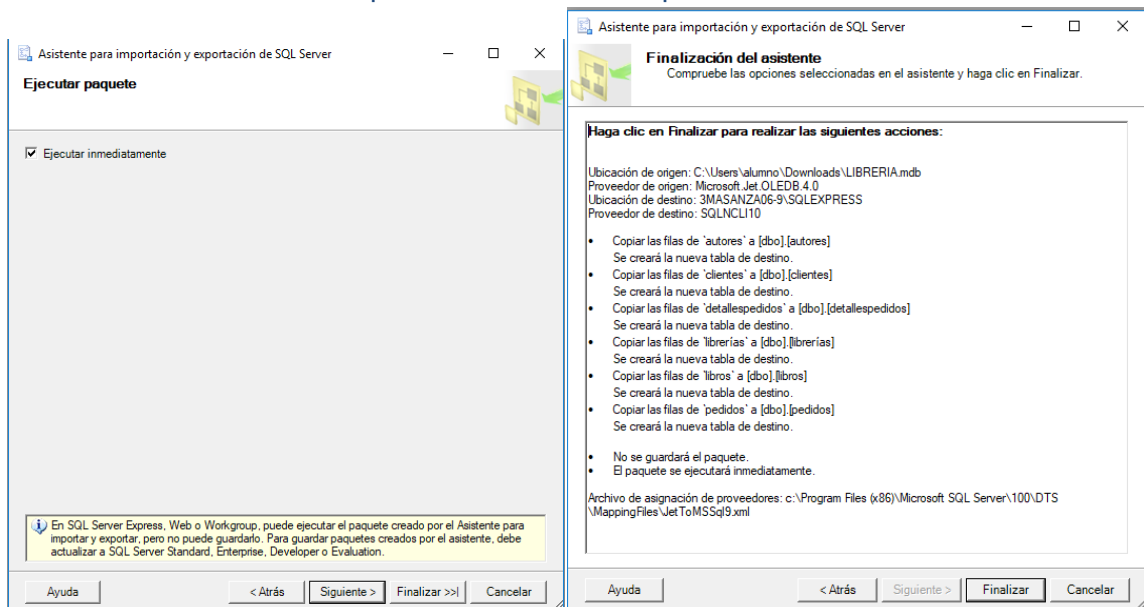 Asistente para importación y exportación de SQL Server
Ejecutar paquete
Ejecutar inmediatamente
En SQL Server Express, Web o Workgroup, puede ejecutar el paquete creado por el Asistente para
importar y exportar, pero no puede guardarlo. Para guardar paquetes creados por el asistente, debe
actualizar a SQL Server Standard, Enterprise, Developer o Evaluation.
Ayuda < Atrás Siguiente > Finalizar >>| Cancelar
Asistente para importación y exportación de SQL Server
Finalización del asistente
Compruebe las opciones seleccionadas en el asistente y haga clic en Finalizar.
Haga clic en Finalizar para realizar las siguientes acciones:
Ubicación de origen: C:\Users\alumno\Downloads\LIBRERIA.mdb
Proveedor de origen: Microsoft.Jet.OLEDB.4.0
Ubicación de destino: 3MASANZA06-9\SQLEXPRESS
Proveedor de destino: SQLNCLI10
• Copiar las filas de `autores` a [dbo].[autores]
Se creará la nueva tabla de destino.
• Copiar las filas de `clientes` a [dbo].[clientes]
Se creará la nueva tabla de destino.
• Copiar las filas de `detallespedidos` a [dbo].[detallespedidos]
Se creará la nueva tabla de destino.
• Copiar las filas de `librerías` a [dbo].[librerías]
Se creará la nueva tabla de destino.
• Copiar las filas de `libros` a [dbo].[libros]
Se creará la nueva tabla de destino.
• Copiar las filas de `pedidos` a [dbo].[pedidos]
Se creará la nueva tabla de destino.
• No se guardará el paquete.
• El paquete se ejecutará inmediatamente.
Archivo de asignación de proveedores: c:\Program Files (x86)\Microsoft SQL Server\100\DTS
\MappingFiles\JetToMSSql9.xml
Ayuda < Atrás Siguiente > Finalizar Cancelar